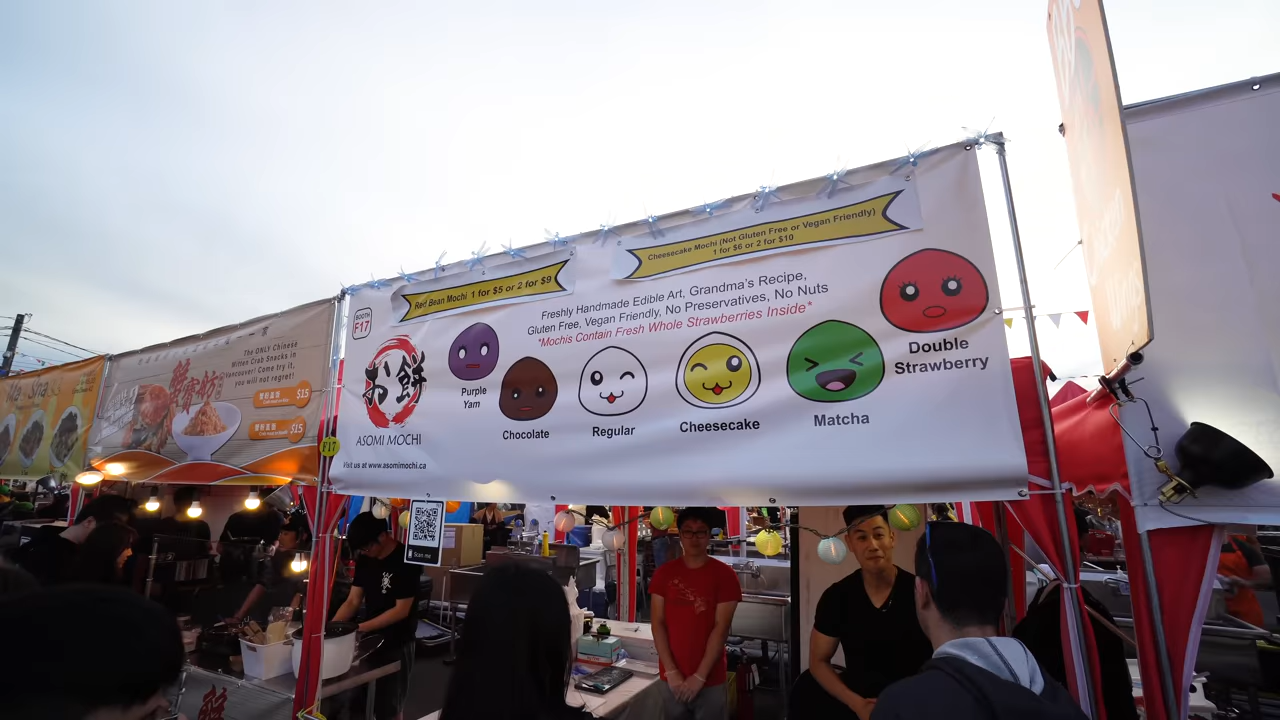 The ONLY Chinese
Mitten Crab Snacks in
Vancouver! Come try it,
you will not regret!
$15
$15
BOOTH
F17
Red Bean Mochi 1 for $5 or 2 for $9
Cheesecake Mochi (Not Gluten Free or Vegan Friendly)
1 for $6 or 2 for $10
Freshly Handmade Edible Art, Grandma's Recipe,
Gluten Free, Vegan Friendly, No Preservatives, No Nuts
*Mochis Contain Fresh Whole Strawberries Inside*
お餅
ASOMI MOCHI
Visit us at www.asomimochi.ca
Purple
Yam
Chocolate
Regular
Cheesecake
Matcha
Double
Strawberry
F17
Scan me